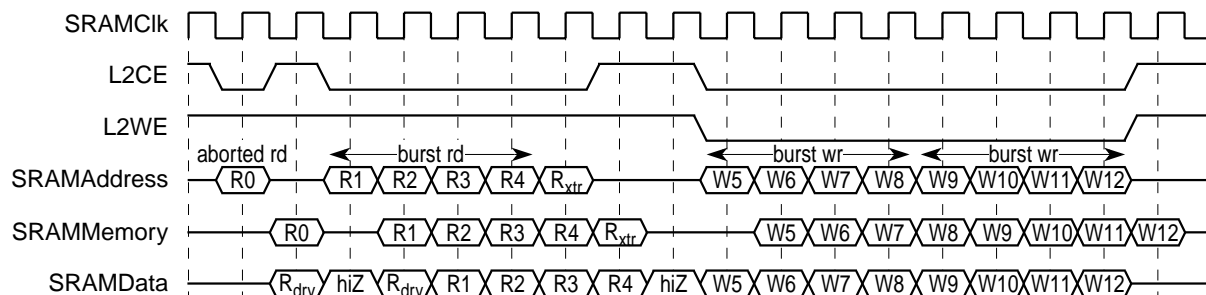 SRAMClk
L2CE
L2WE
aborted rd burst rd burst wr burst wr
SRAMAddress R0 R1 R2 R3 R4 Rxtr W5 W6 W7 W8 W9 W10 W11 W12
SRAMMemory R0 R1 R2 R3 R4 Rxtr W5 W6 W7 W8 W9 W10 W11 W12
SRAMData Rdrv hiZ Rdrv R1 R2 R3 R4 hiZ W5 W6 W7 W8 W9 W10 W11 W12